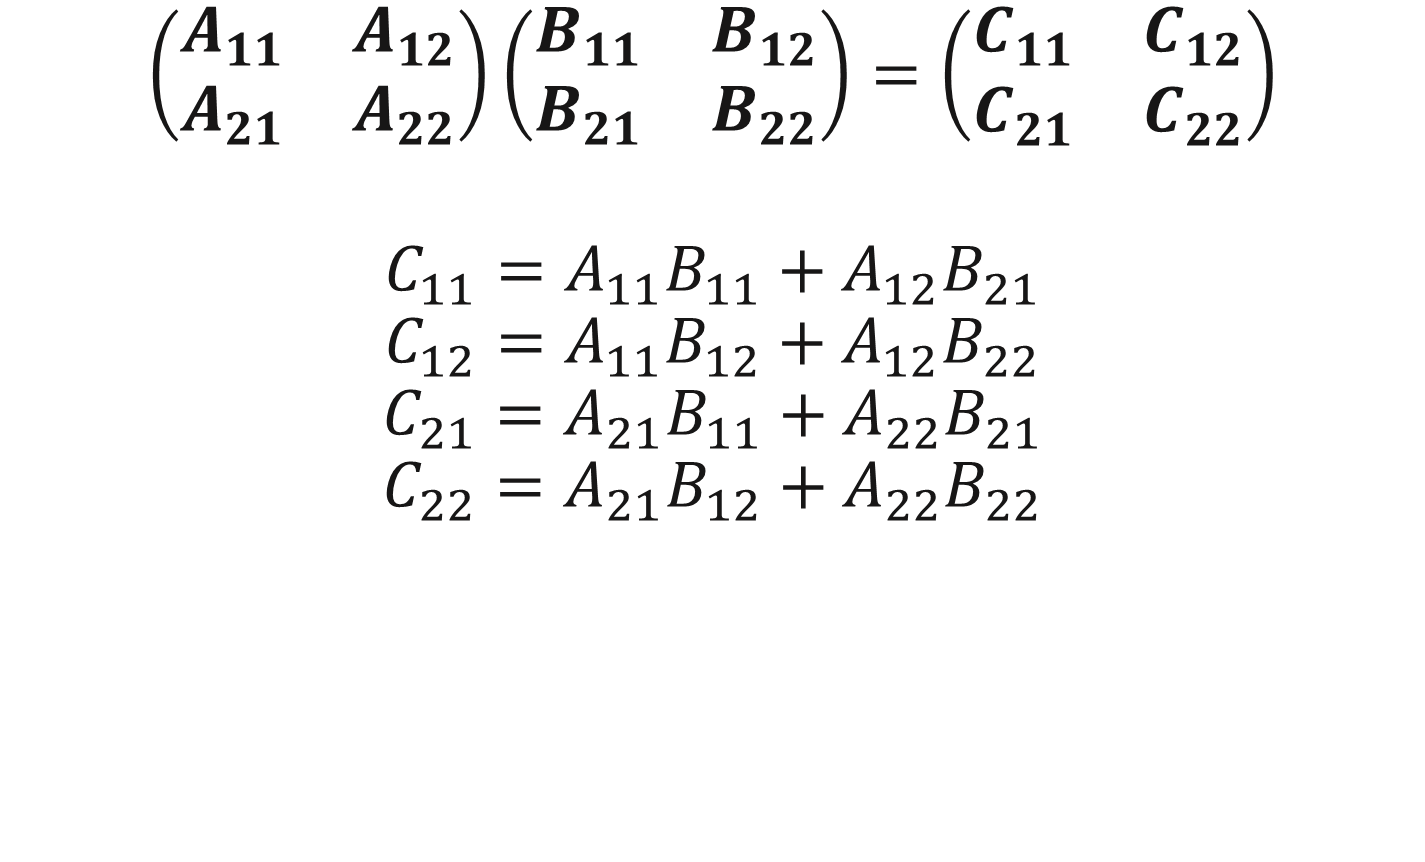 (A₁₁ A₁₂) (B₁₁ B₁₂) = (C₁₁ C₁₂)
(A₂₁ A₂₂) (B₂₁ B₂₂) (C₂₁ C₂₂)
C₁₁ = A₁₁B₁₁ + A₁₂B₂₁
C₁₂ = A₁₁B₁₂ + A₁₂B₂₂
C₂₁ = A₂₁B₁₁ + A₂₂B₂₁
C₂₂ = A₂₁B₁₂ + A₂₂B₂₂